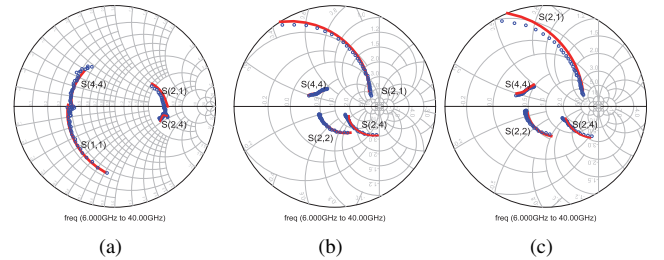 S(4,4)
S(2,1)
S(2,4)
S(1,1)
freq (6.000GHz to 40.00GHz)
(a)
S(4,4)
S(2,1)
S(2,2)
S(2,4)
freq (6.000GHz to 40.00GHz)
(b)
S(2,1)
S(4,4)
S(2,2)
S(2,4)
freq (6.000GHz to 40.00GHz)
(c)